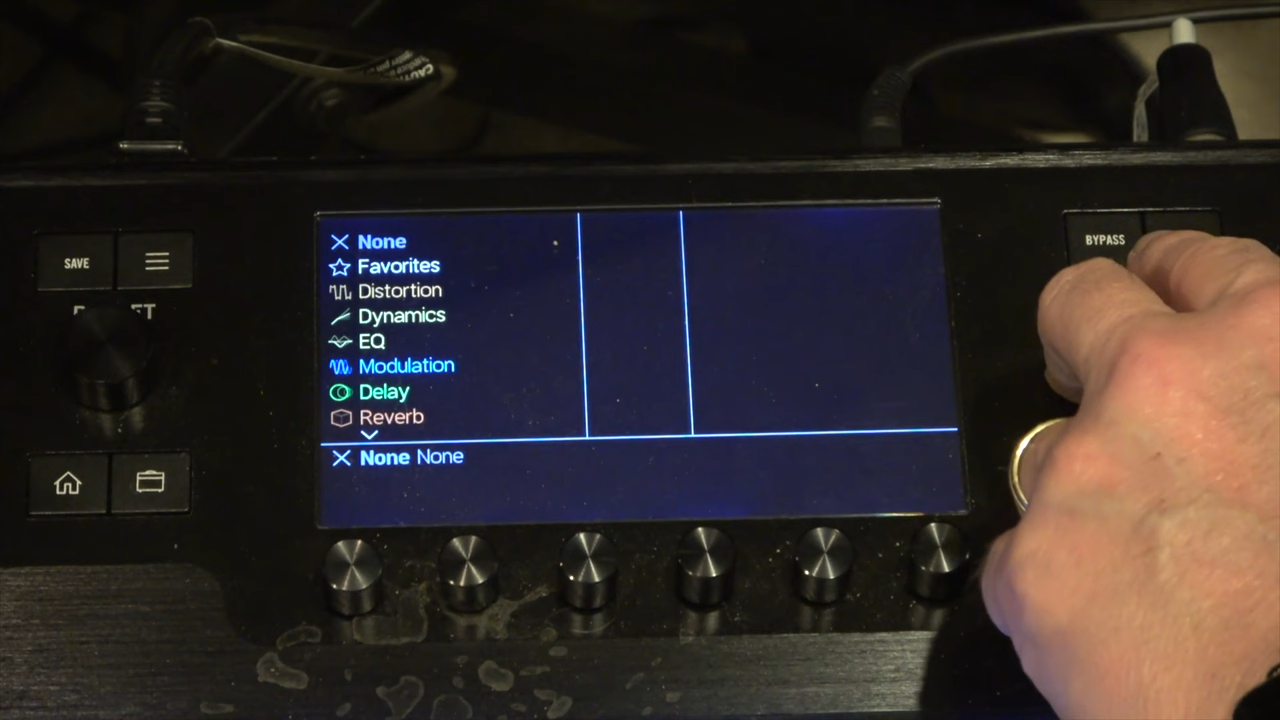 SAVE
BYPASS
None
Favorites
Distortion
Dynamics
EQ
Modulation
Delay
Reverb
None None